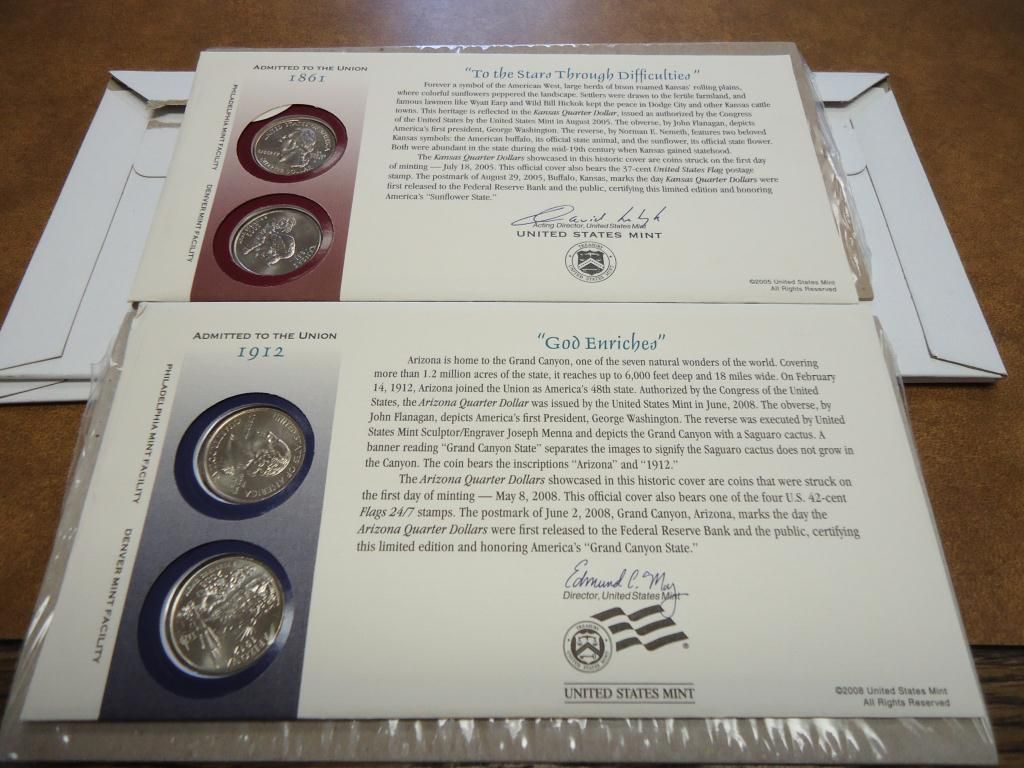 ADMITTED TO THE UNION
1861
PHILADELPHIA MINT FACILITY
DENVER MINT FACILITY
"To the Stars Through Difficulties"
Forever a symbol of the American West, large herds of bison roamed Kansas' rolling plains,
where colorful sunflowers peppered the landscape. Settlers were drawn to the fertile farmland, and
famous lawmen like Wyatt Earp and Wild Bill Hickok kept the peace in Dodge City and other Kansas cattle
towns. This heritage is reflected in the Kansas Quarter Dollar, issued as authorized by the Congress
of the United States by the United States Mint in August 2005. The obverse, by John Flanagan, depicts
America's first president, George Washington. The reverse, by Norman E. Nemeth, features two beloved
Kansas symbols: the American buffalo, its official state animal, and the sunflower, its official state flower.
Both were abundant in the state during the mid-19th century when Kansas gained statehood.
The Kansas Quarter Dollars showcased in this historic cover are coins struck on the first day
of minting — July 18, 2005. This official cover also bears the 37-cent United States Flag postage
stamp. The postmark of August 29, 2005, Buffalo, Kansas, marks the day Kansas Quarter Dollars were
first released to the Federal Reserve Bank and the public, certifying this limited edition and honoring
America's "Sunflower State."
Acting Director, United States Mint
UNITED STATES MINT
©2005 United States Mint
All Rights Reserved
ADMITTED TO THE UNION
1912
PHILADELPHIA MINT FACILITY
DENVER MINT FACILITY
"God Enriches"
Arizona is home to the Grand Canyon, one of the seven natural wonders of the world. Covering
more than 1.2 million acres of the state, it reaches up to 6,000 feet deep and 18 miles wide. On February
14, 1912, Arizona joined the Union as America's 48th state. Authorized by the Congress of the United
States, the Arizona Quarter Dollar was issued by the United States Mint in June, 2008. The obverse, by
John Flanagan, depicts America's first President, George Washington. The reverse was executed by United
States Mint Sculptor/Engraver Joseph Menna and depicts the Grand Canyon with a Saguaro cactus. A
banner reading "Grand Canyon State" separates the images to signify the Saguaro cactus does not grow in
the Canyon. The coin bears the inscriptions "Arizona" and "1912."
The Arizona Quarter Dollars showcased in this historic cover are coins that were struck on
the first day of minting — May 8, 2008. This official cover also bears one of the four U.S. 42-cent
Flags 24/7 stamps. The postmark of June 2, 2008, Grand Canyon, Arizona, marks the day the
Arizona Quarter Dollars were first released to the Federal Reserve Bank and the public, certifying
this limited edition and honoring America's "Grand Canyon State."
Edmund C. Moy
Director, United States Mint
UNITED STATES MINT
©2008 United States Mint
All Rights Reserved